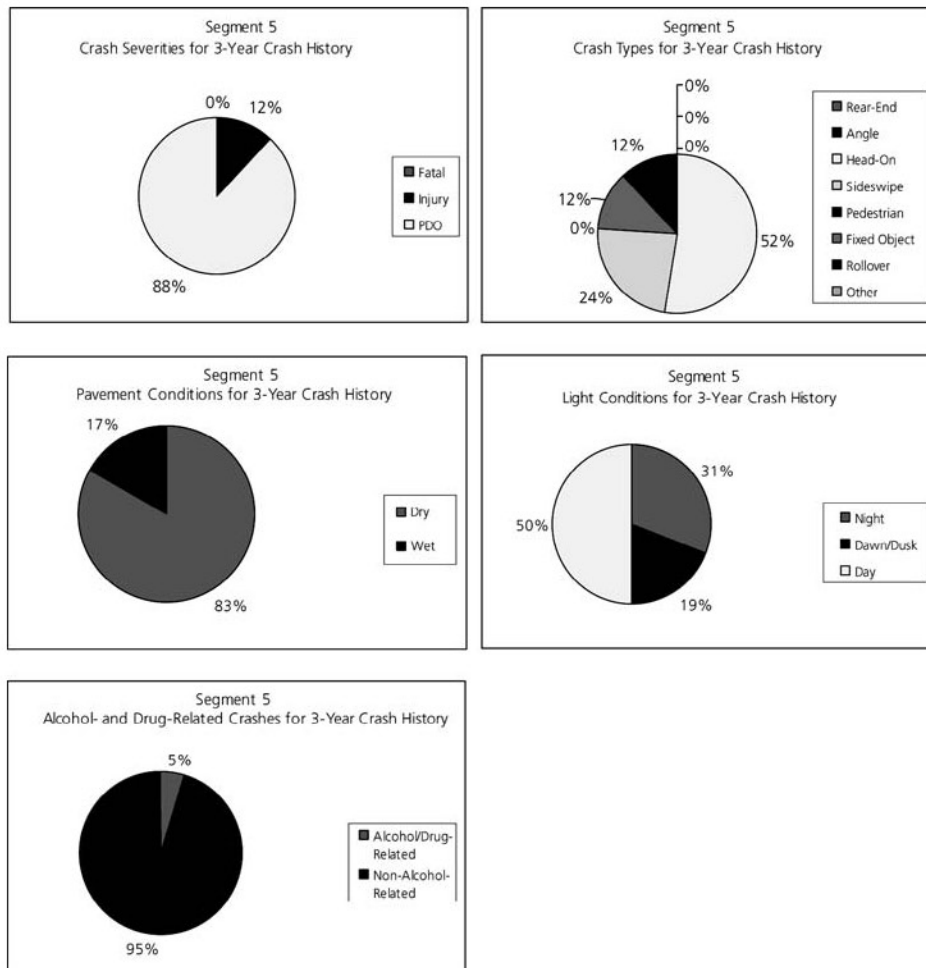 Segment 5
Crash Severities for 3-Year Crash History
0%
12%
88%
Fatal
Injury
PDO
Segment 5
Crash Types for 3-Year Crash History
0%
0%
0%
12%
12%
0%
52%
24%
Rear-End
Angle
Head-On
Sideswipe
Pedestrian
Fixed Object
Rollover
Other
Segment 5
Pavement Conditions for 3-Year Crash History
17%
83%
Dry
Wet
Segment 5
Light Conditions for 3-Year Crash History
31%
50%
19%
Night
Dawn/Dusk
Day
Segment 5
Alcohol- and Drug-Related Crashes for 3-Year Crash History
5%
95%
Alcohol/Drug-
Related
Non-Alcohol-
Related